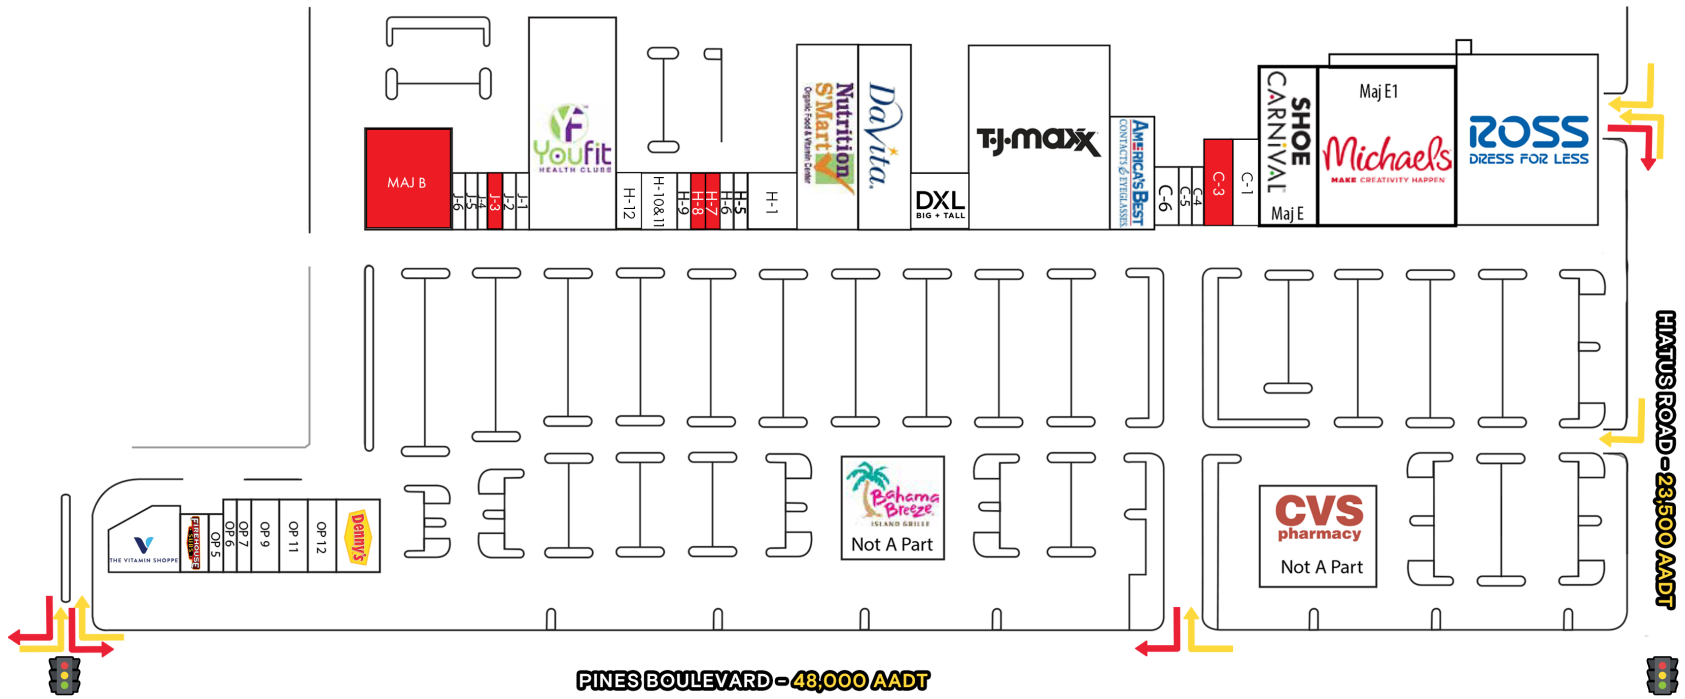 MAJ B
J-6
J-5
J-4
J-3
J-2
J-1
YF
Youfit
HEALTH CLUBS
H-12
H-10&11
H-9
H-8
H-7
H-6
H-5
H-1
Nutrition
S'Mart
Organic Food & Vitamin Center
DaVita.
DXL
BIG + TALL
T·J·maxx
AMERICA'S BEST
CONTACTS & EYEGLASSES
C-6
C-5
C-4
C-3
C-1
SHOE
CARNIVAL
Maj E
Maj E1
Michaels
MAKE CREATIVITY HAPPEN
ROSS
DRESS FOR LESS
THE VITAMIN SHOPPE
FIREHOUSE
SUBS
OP 5
OP 6
OP 7
OP 9
OP 11
OP 12
Denny's
Bahama
Breeze
ISLAND GRILLE
Not A Part
CVS
pharmacy
Not A Part
HIATUS ROAD - 23,500 AADT
PINES BOULEVARD - 48,000 AADT